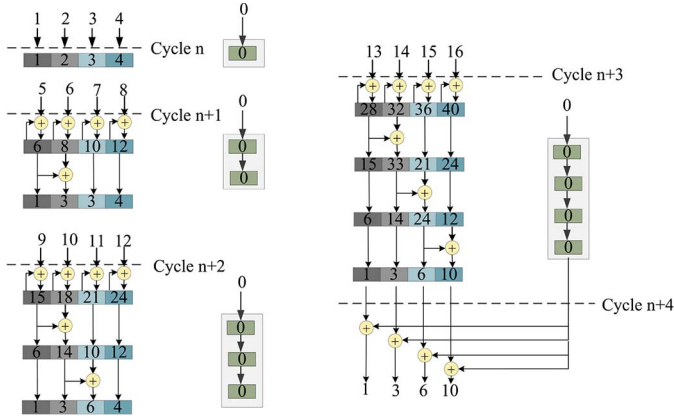 1 2 3 4
0
Cycle n
1 2 3 4
0
5 6 7 8
0
Cycle n+1
6 8 10 12
0
0
1 3 3 4
9 10 11 12
0
Cycle n+2
15 18 21 24
0
6 14 10 12
0
0
1 3 6 4
13 14 15 16
Cycle n+3
28 32 36 40
0
15 33 21 24
0
0
6 14 24 12
0
0
1 3 6 10
Cycle n+4
1 3 6 10